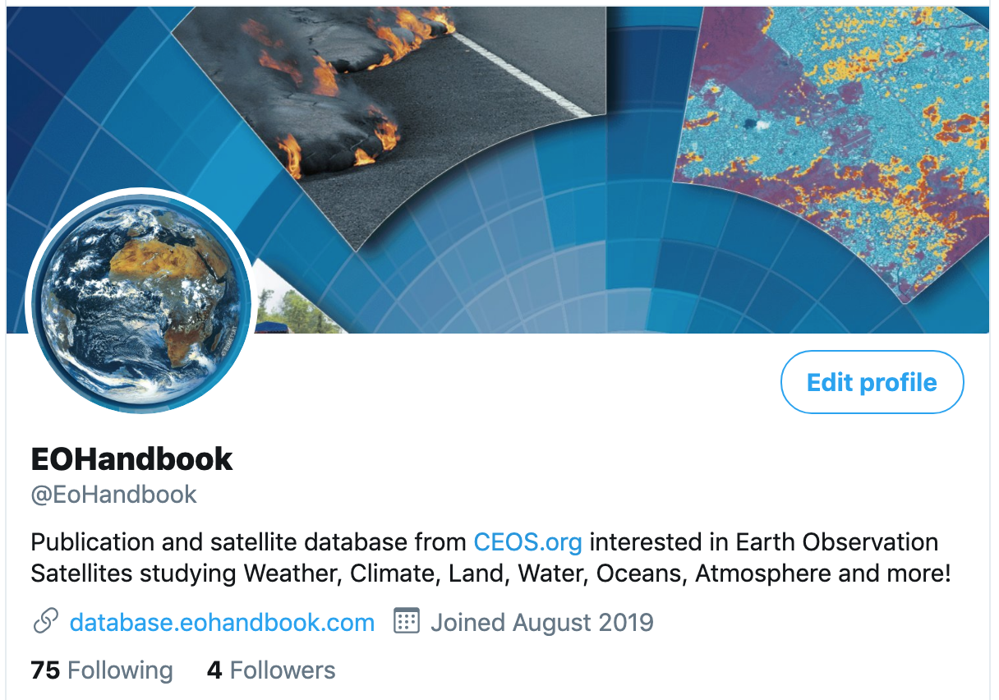 Edit profile
EOHandbook
@EoHandbook
Publication and satellite database from CEOS.org interested in Earth Observation
Satellites studying Weather, Climate, Land, Water, Oceans, Atmosphere and more!
database.eohandbook.com Joined August 2019
75 Following 4 Followers